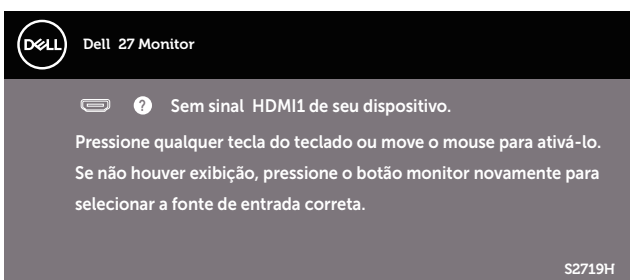 DELL
Dell 27 Monitor
? Sem sinal HDMI1 de seu dispositivo.
Pressione qualquer tecla do teclado ou move o mouse para ativá-lo.
Se não houver exibição, pressione o botão monitor novamente para
selecionar a fonte de entrada correta.
S2719H